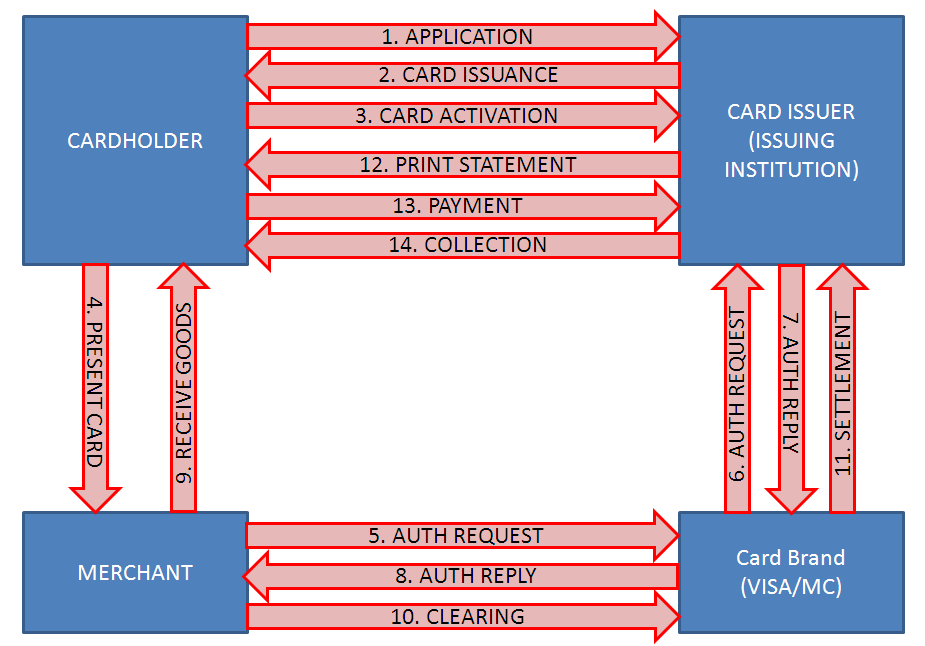 1. APPLICATION
2. CARD ISSUANCE
3. CARD ACTIVATION
CARDHOLDER
CARD ISSUER
(ISSUING
INSTITUTION)
12. PRINT STATEMENT
13. PAYMENT
14. COLLECTION
4. PRESENT CARD
9. RECEIVE GOODS
6. AUTH REQUEST
7. AUTH REPLY
11. SETTLEMENT
5. AUTH REQUEST
8. AUTH REPLY
10. CLEARING
MERCHANT
Card Brand
(VISA/MC)